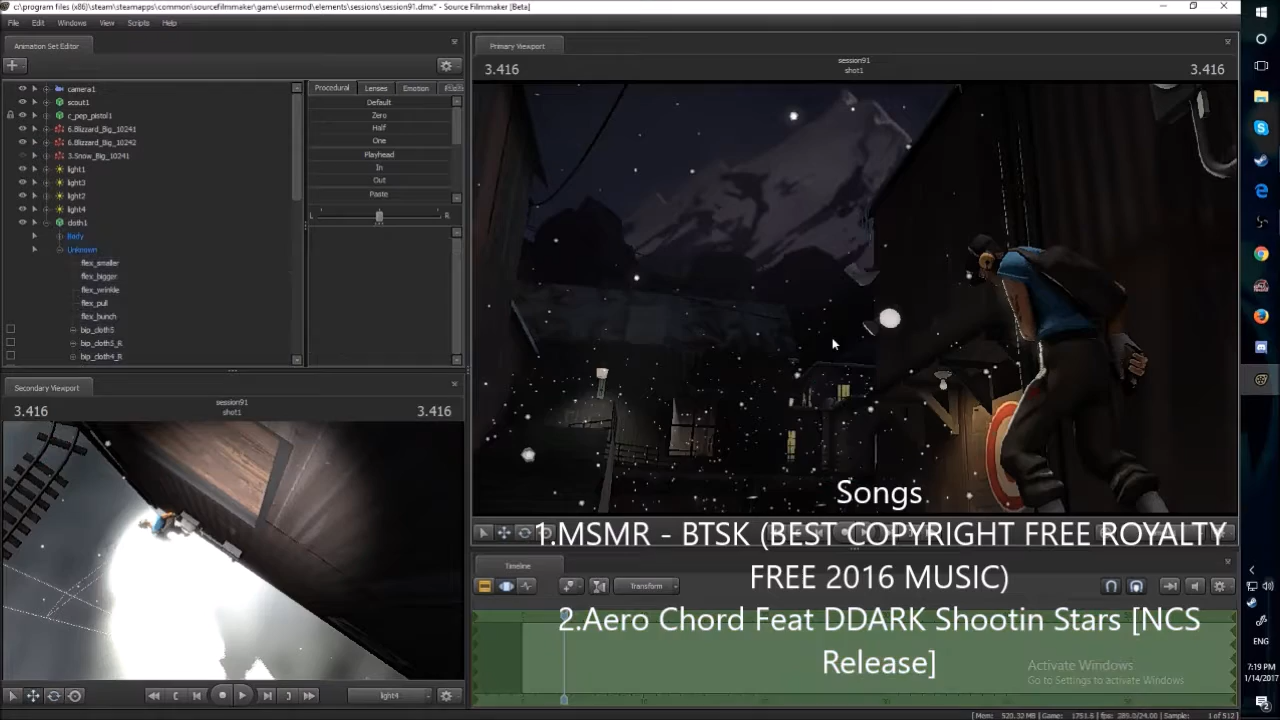 c:\program files (x86)\steam\steamapps\common\sourcefilmmaker\game\usermod\elements\sessions\session91.dmx* - Source Filmmaker [Beta]
File Edit Windows View Scripts Help
Animation Set Editor
Primary Viewport
3.416
session91
shot1
3.416
camera1
scout1
c_pep_pistol1
6.Blizzard_Big_10241
6.Blizzard_Big_10242
3.Snow_Big_10241
light1
light3
light2
light4
cloth1
Body
Unknown
flex_smaller
flex_bigger
flex_wrinkle
flex_pull
flex_bunch
bip_cloth5
bip_cloth5_R
bip_cloth4_R
Procedural Lenses Emotion
Default
Zero
Half
One
Playhead
In
Out
Paste
L R
Secondary Viewport
3.416
session91
shot1
3.416
light4
Songs
1.MSMR - BTSK (BEST COPYRIGHT FREE ROYALTY
FREE 2016 MUSIC)
2.Aero Chord Feat DDARK Shootin Stars [NCS
Release]
Timeline
Transform
Activate Windows
Go to Settings to activate Windows
ENG
7:19 PM
1/14/2017